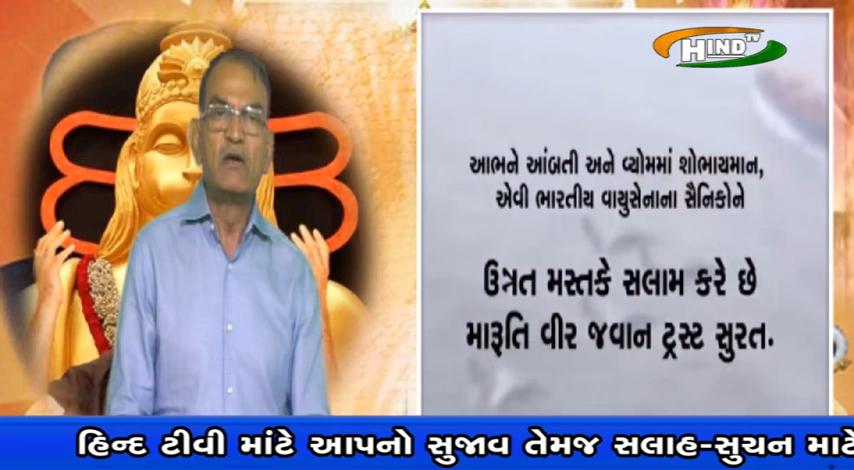 HIND TV
આભને આંબતી અને વ્યોમમાં શોભાયમાન,
એવી ભારતીય વાયુસેનાના સૈનિકોને
ઉન્નત મસ્તકે સલામ કરે છે
મારૂતિ વીર જવાન ટ્રસ્ટ સુરત.
હિન્દ ટીવી માંટે આપનો સુજાવ તેમજ સલાહ-સુચન માટે